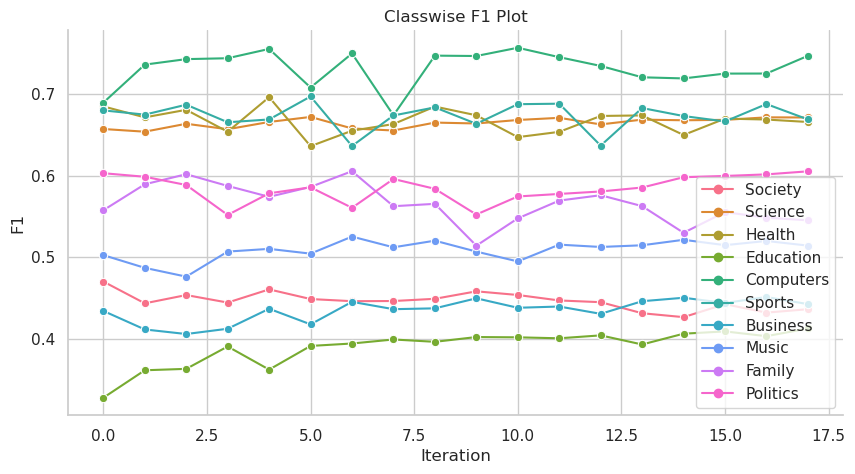 Classwise F1 Plot
F1
0.7
0.6
0.5
0.4
0.0
2.5
5.0
7.5
10.0
12.5
15.0
17.5
Iteration
Society
Science
Health
Education
Computers
Sports
Business
Music
Family
Politics